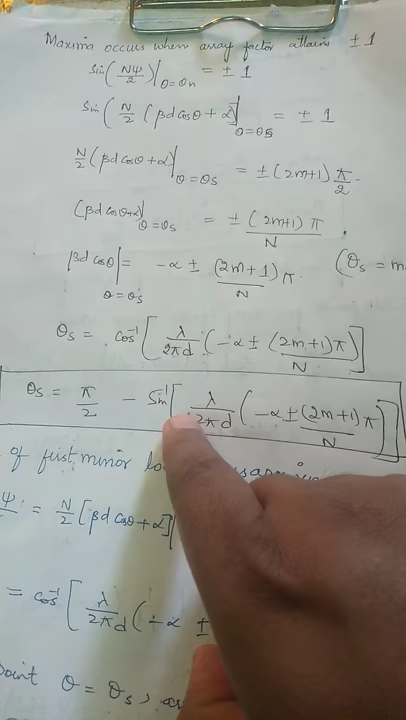 Maxima occurs when array factor attains ±1
Sin(Nψ/2)|θ=θn = ±1
Sin(N/2 (βd cosθ + α)|θ=θs = ±1
N/2 (βd cosθ + α)|θ=θs = ±(2m+1) π/2.
(βd cosθ+α)|θ=θs = ±(2m+1)π/N
βd cosθ|θ=θs = -α ± (2m+1)π/N. (θs = m
θs = cos⁻¹[λ/2πd (-α ± (2m+1)π/N]
θs = π/2 - Sin⁻¹[λ/2πd (-α ± (2m+1)π/N)]
of first minor lo
ψ = N/2 [βd cosθ + α]
= cos⁻¹[λ/2πd (-α ±
point θ = θs,